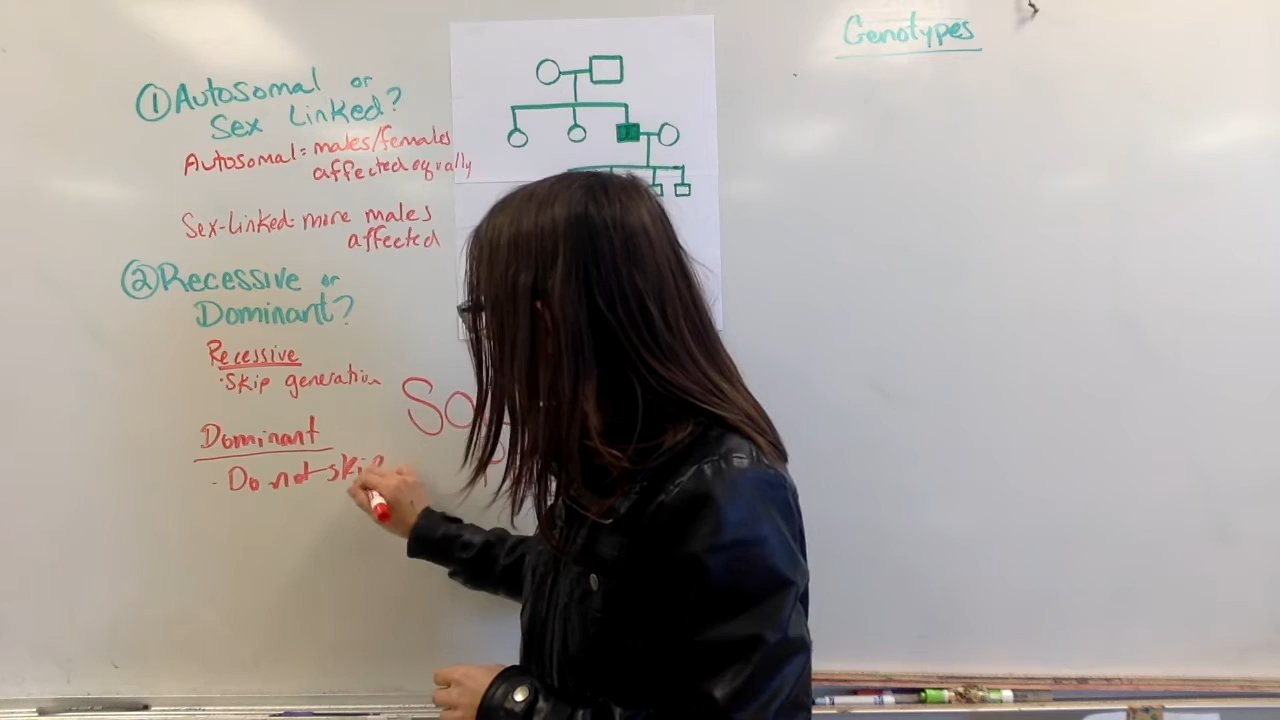 ① Autosomal or
Sex Linked?
Autosomal = males/females
affected equally
Sex-Linked = more males
affected
② Recessive or
Dominant?
Recessive
· Skip generation
Dominant
- Do not skip
Genotypes